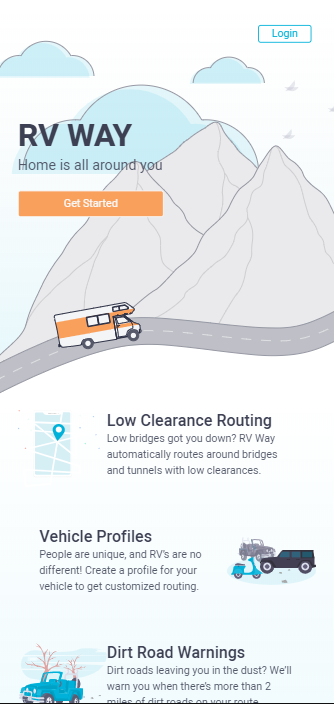 Login
RV WAY
Home is all around you
Get Started
Low Clearance Routing
Low bridges got you down? RV Way
automatically routes around bridges
and tunnels with low clearances.
Vehicle Profiles
People are unique, and RV's are no
different! Create a profile for your
vehicle to get customized routing.
Dirt Road Warnings
Dirt roads leaving you in the dust? We'll
warn you when there's more than 2
miles of dirt roads on your route.